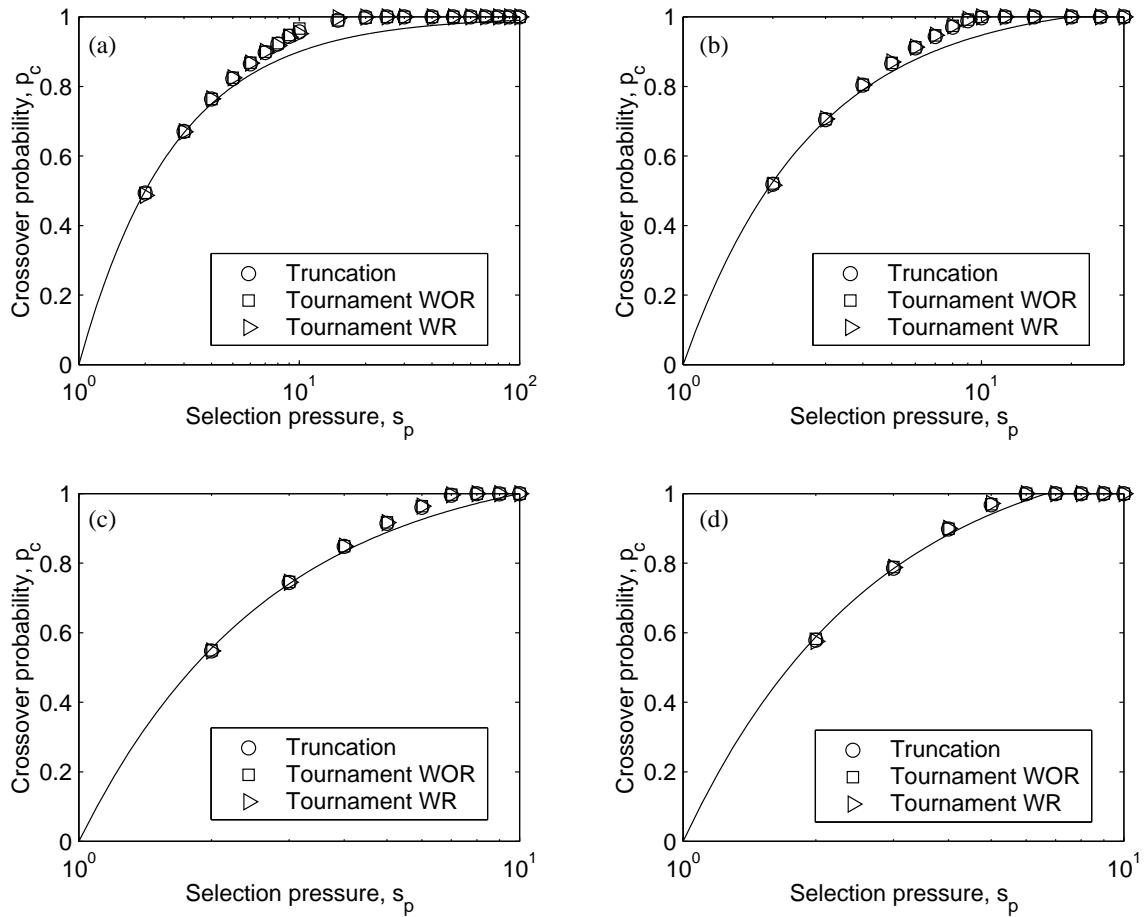 (a)
Crossover probability, p_c
1
0.8
0.6
0.4
0.2
0
Truncation
Tournament WOR
Tournament WR
10^0
10^1
10^2
Selection pressure, s_p
(b)
Crossover probability, p_c
1
0.8
0.6
0.4
0.2
0
Truncation
Tournament WOR
Tournament WR
10^0
10^1
Selection pressure, s_p
(c)
Crossover probability, p_c
1
0.8
0.6
0.4
0.2
0
Truncation
Tournament WOR
Tournament WR
10^0
10^1
Selection pressure, s_p
(d)
Crossover probability, p_c
1
0.8
0.6
0.4
0.2
0
Truncation
Tournament WOR
Tournament WR
10^0
10^1
Selection pressure, s_p